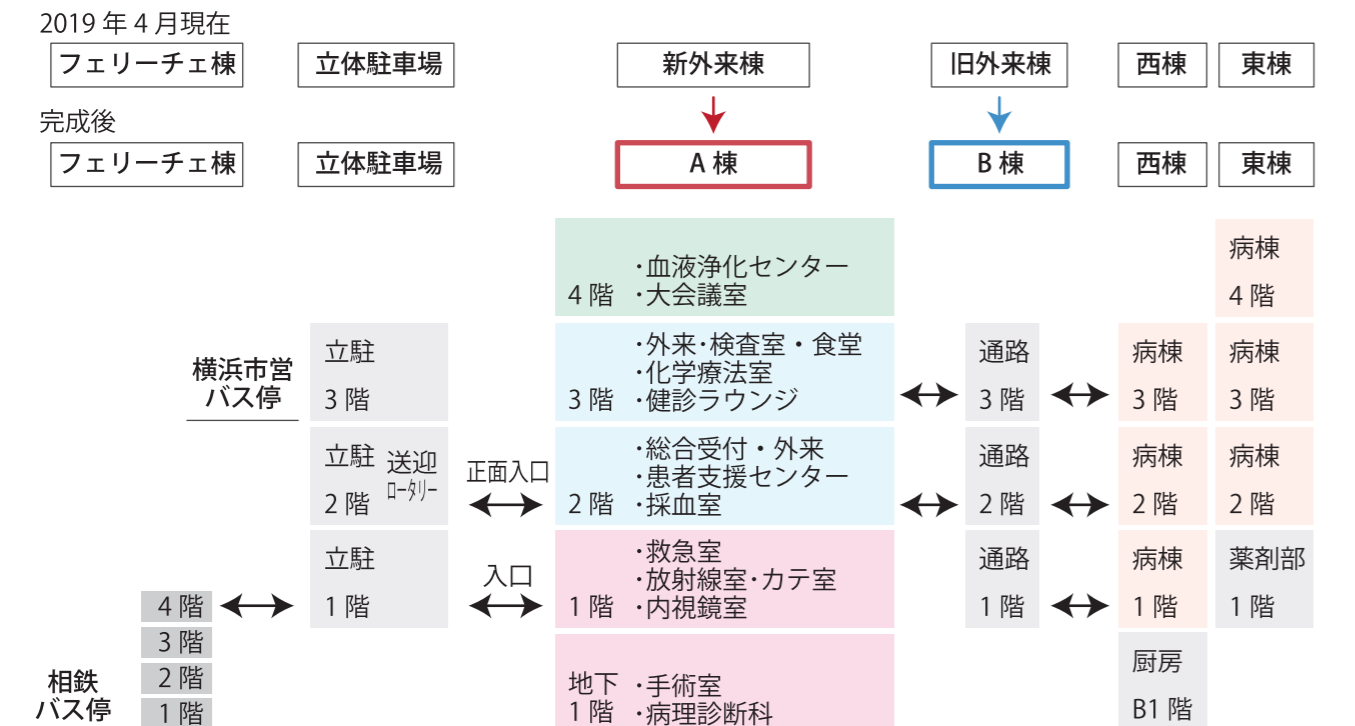 2019 年 4 月現在
フェリーチェ棟
立体駐車場
新外来棟
旧外来棟
西棟
東棟
完成後
フェリーチェ棟
立体駐車場
A 棟
B 棟
西棟
東棟
・血液浄化センター
4 階 ・大会議室
病棟
4 階
横浜市営
バス停
立駐
3 階
・外来・検査室・食堂
・化学療法室
3 階 ・健診ラウンジ
通路
3 階
病棟
3 階
病棟
3 階
立駐
2 階
送迎
ロータリー
正面入口
・総合受付・外来
・患者支援センター
2 階 ・採血室
通路
2 階
病棟
2 階
病棟
2 階
立駐
1 階
入口
・救急室
・放射線室・カテ室
1 階 ・内視鏡室
通路
1 階
病棟
1 階
薬剤部
1 階
4 階
3 階
2 階
1 階
相鉄
バス停
地下 ・手術室
1 階 ・病理診断科
厨房
B1 階